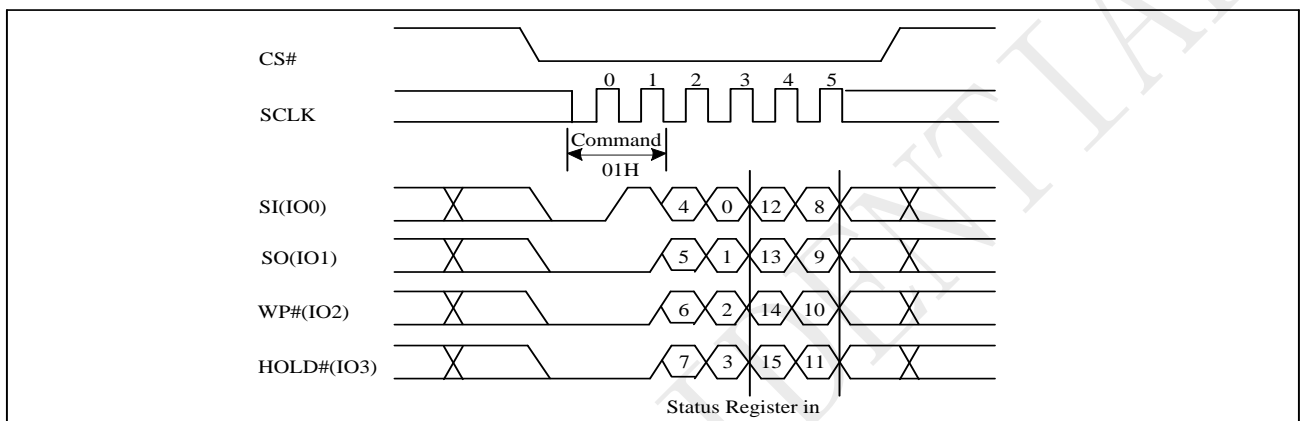 CS#
0 1 2 3 4 5
SCLK
Command
01H
SI(IO0) 4 0 12 8
SO(IO1) 5 1 13 9
WP#(IO2) 6 2 14 10
HOLD#(IO3) 7 3 15 11
Status Register in